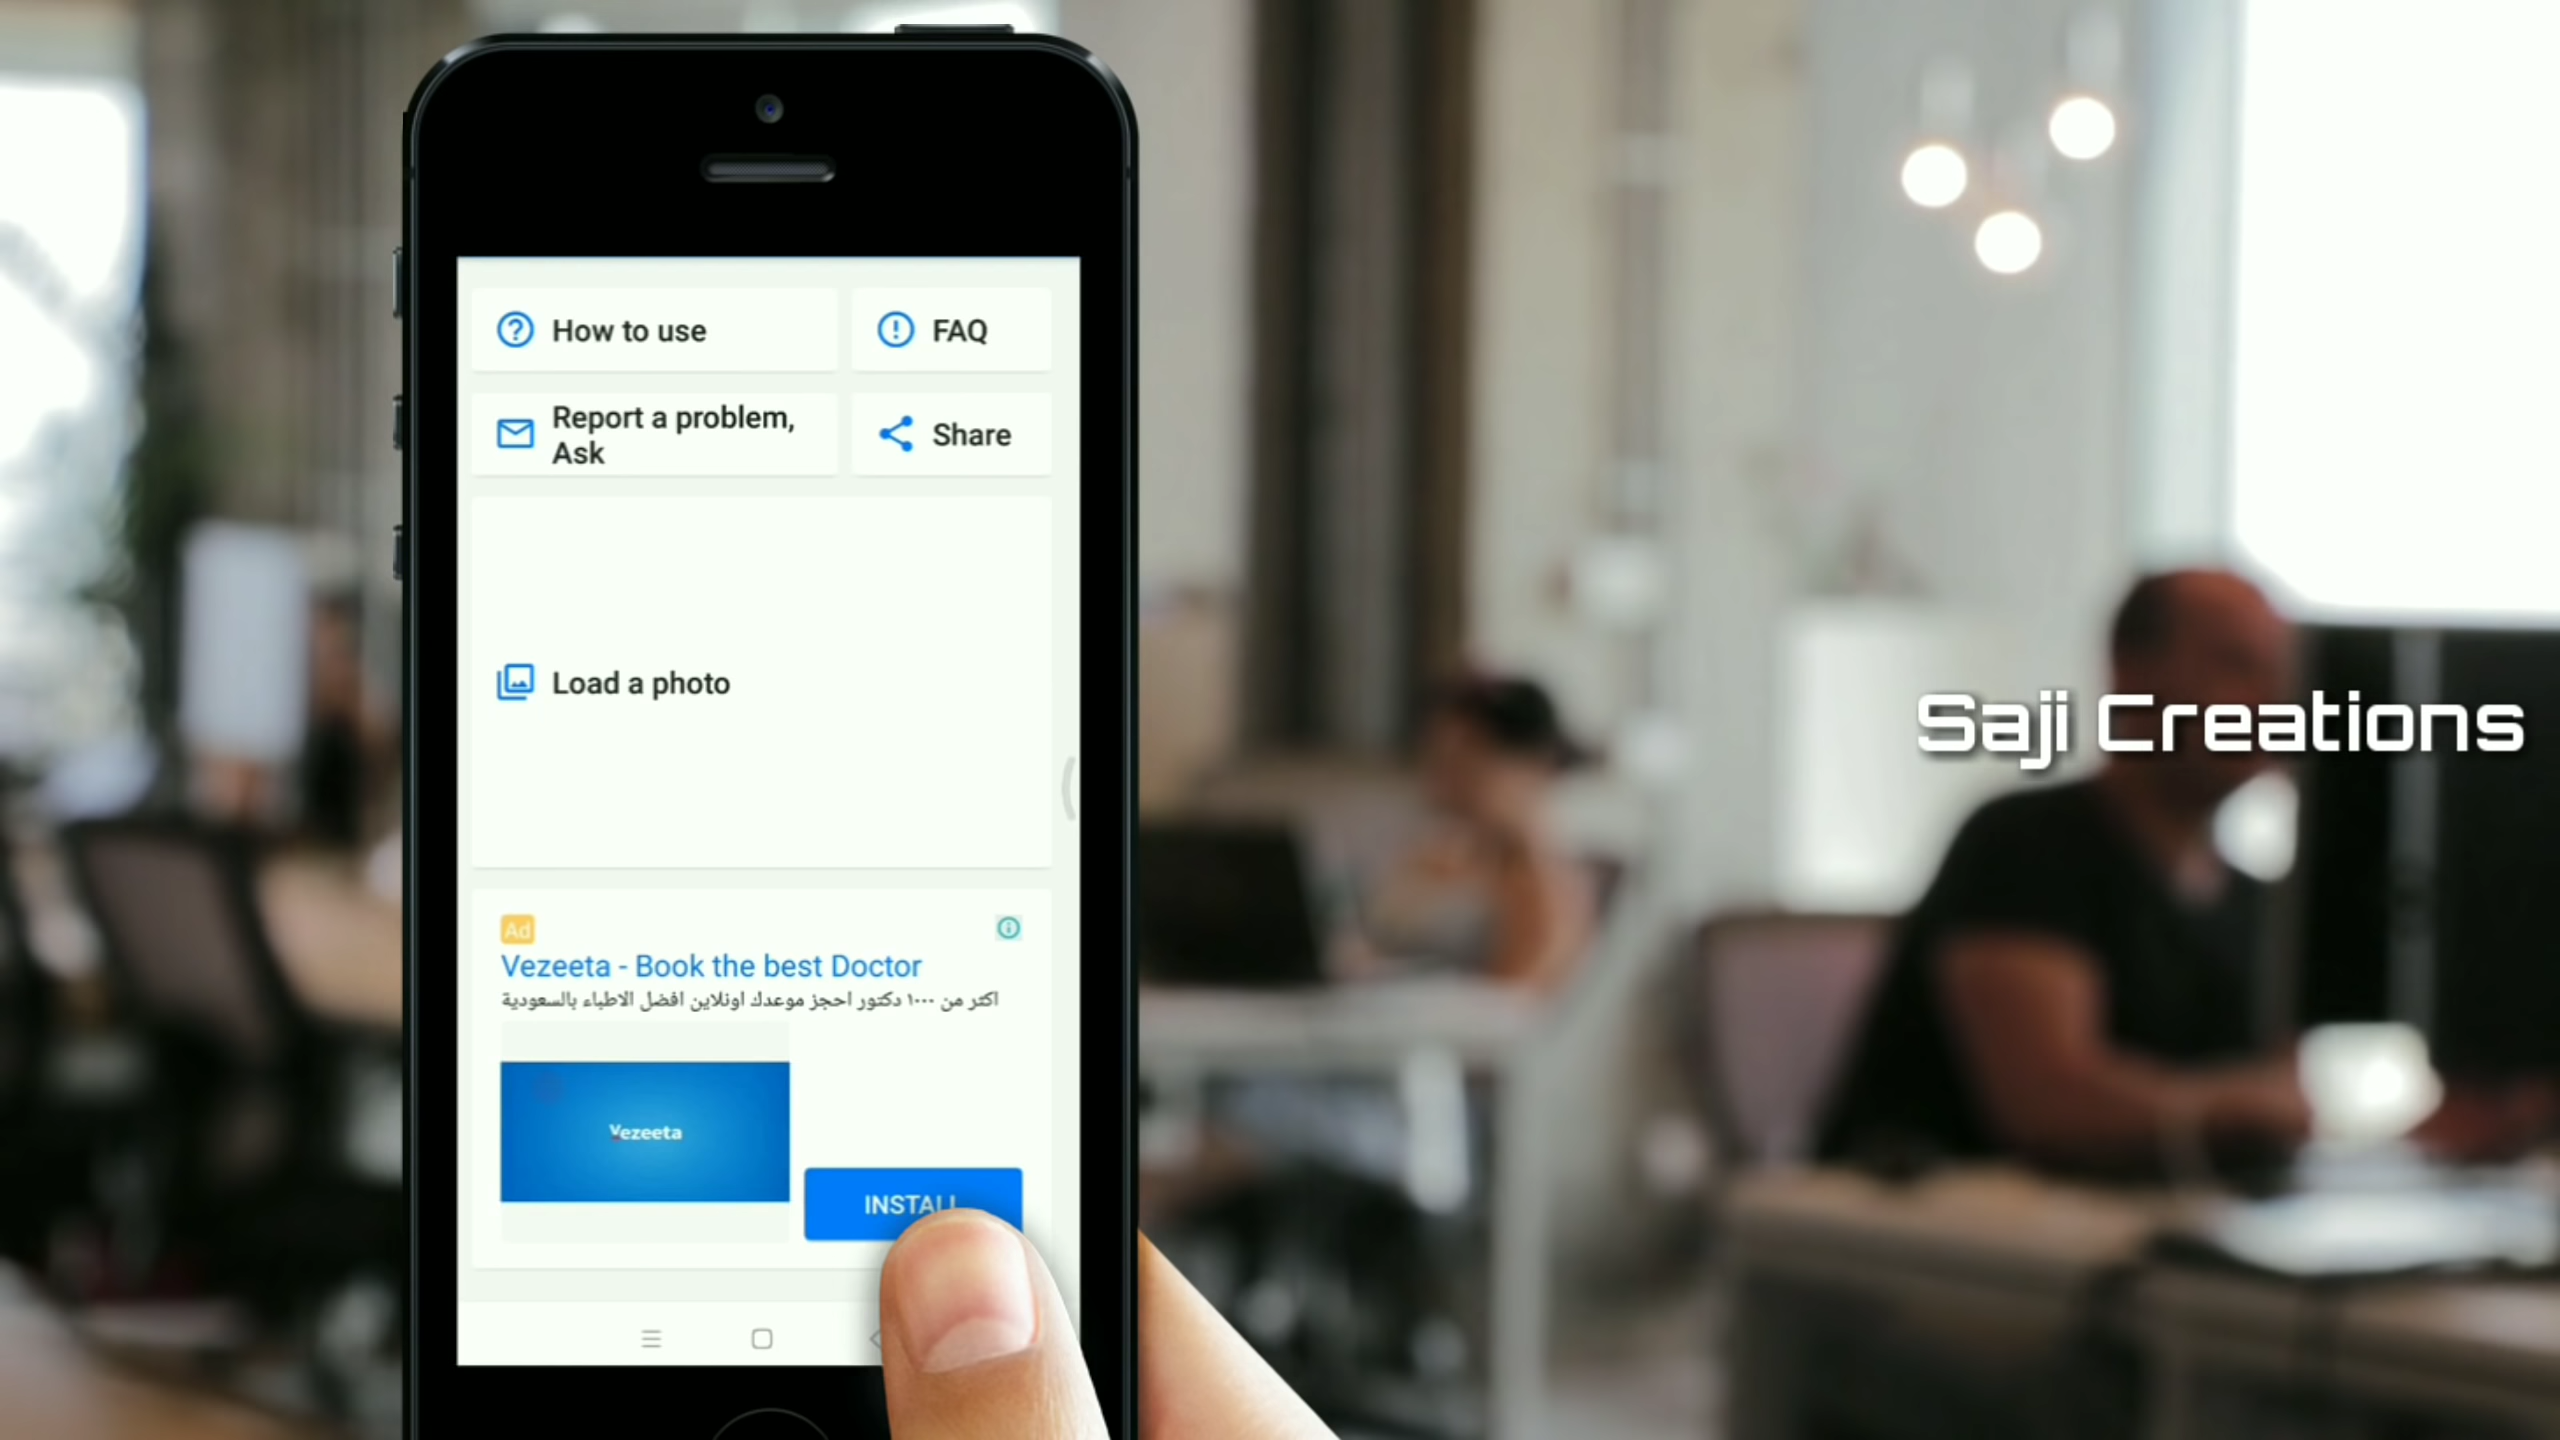 How to use
FAQ
Report a problem,
Ask
Share
Load a photo
Saji Creations
Ad
Vezeeta - Book the best Doctor
اكثر من ١٠٠٠ دكتور احجز موعدك اونلاين افضل الاطباء بالسعودية
Vezeeta
INSTALL